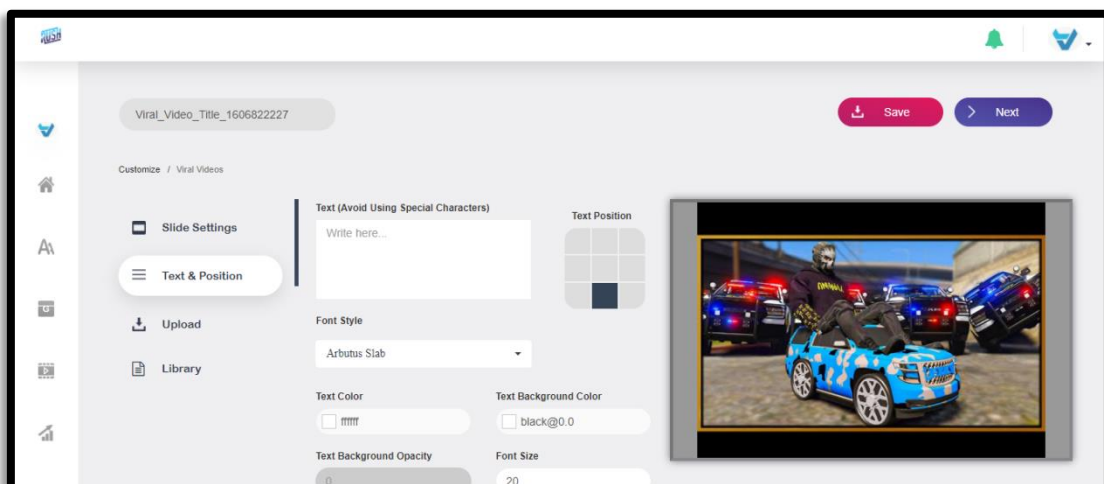 RUSH
Viral_Video_Title_1606822227
Save
Next
Customize / Viral Videos
Slide Settings
Text & Position
Upload
Library
Text (Avoid Using Special Characters)
Write here...
Text Position
Font Style
Arbutus Slab
Text Color
Text Background Color
ffffff
black@0.0
Text Background Opacity
Font Size
0
20